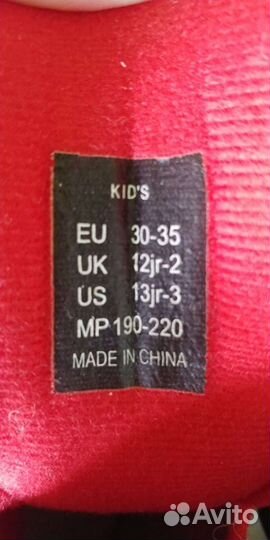 KID'S
EU 30-35
UK 12jr-2
US 13jr-3
MP 190-220
MADE IN CHINA
Avito